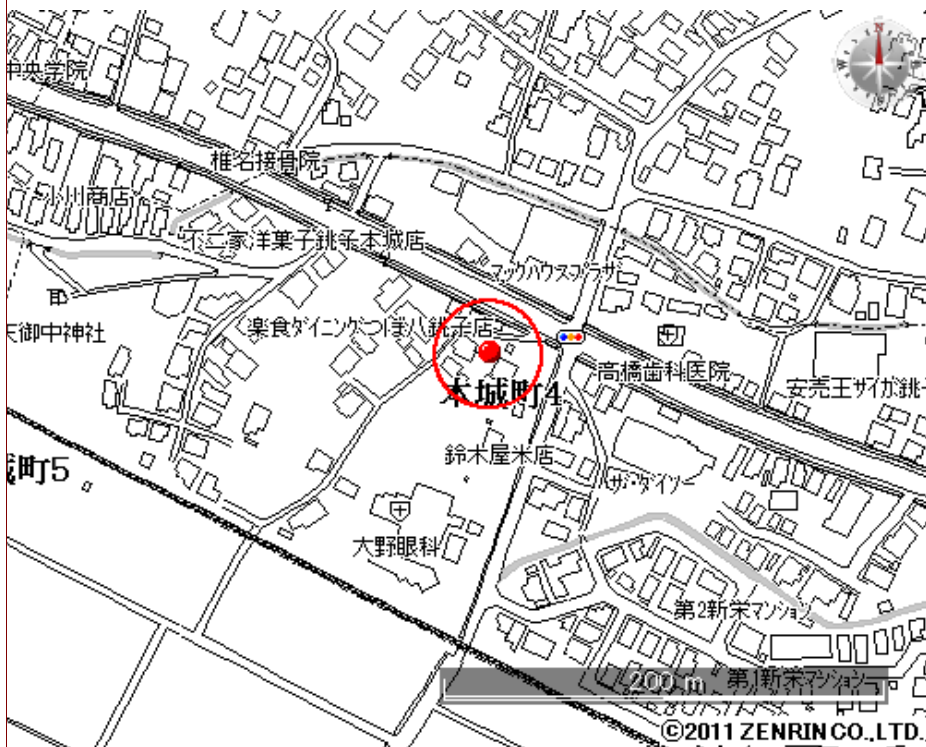 N
中央学院
椎名接骨院
小川商店
不二家洋菓子銚子本城店
マックハウスプラザ
楽食ダイニングつぼ八銚子店
天御中神社
高橋歯科医院
安売王サイガ銚子
本城町4
鈴木屋米店
城町5
ザ・ダイソー
大野眼科
第2新栄マンション
200 m
第1新栄マンション
©2011 ZENRIN CO.,LTD.